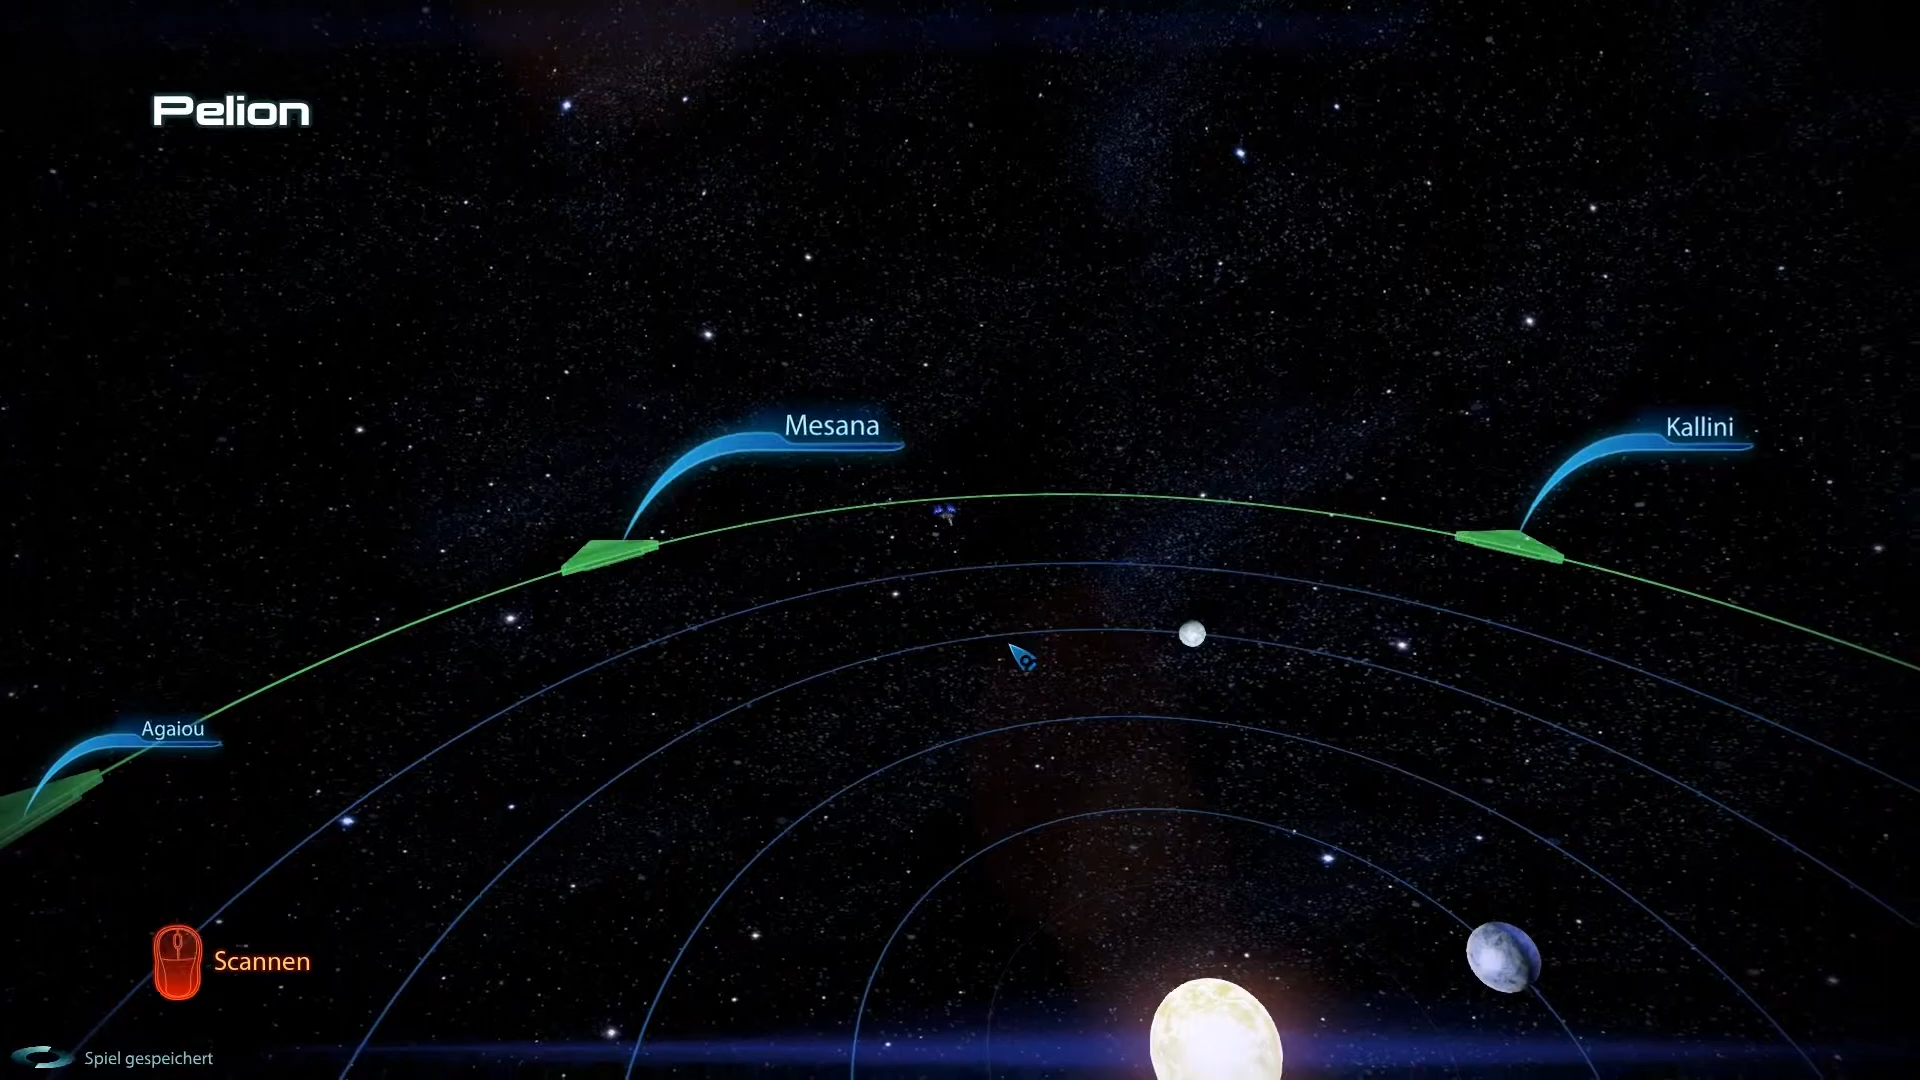 Pelion
Mesana
Kallini
Agaiou
Scannen
Spiel gespeichert